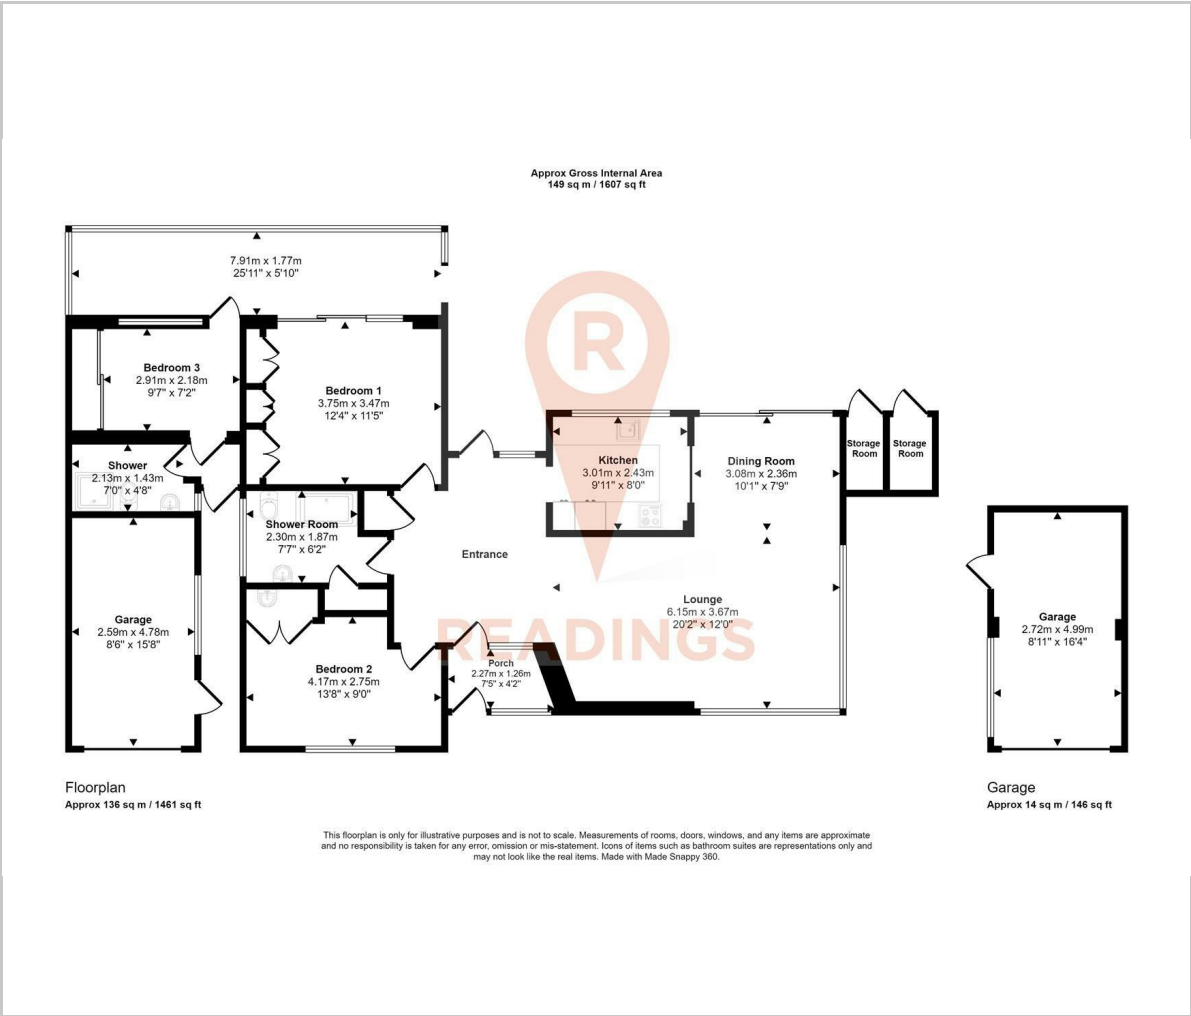 Approx Gross Internal Area
149 sq m / 1607 sq ft
7.91m x 1.77m
25'11" x 5'10"
Bedroom 3
2.91m x 2.18m
9'7" x 7'2"
Bedroom 1
3.75m x 3.47m
12'4" x 11'5"
R
Kitchen
3.01m x 2.43m
9'11" x 8'0"
Dining Room
3.08m x 2.36m
10'1" x 7'9"
Storage
Room
Storage
Room
Shower
2.13m x 1.43m
7'0" x 4'8"
Shower Room
2.30m x 1.87m
7'7" x 6'2"
Entrance
Lounge
6.15m x 3.67m
20'2" x 12'0"
Garage
2.59m x 4.78m
8'6" x 15'8"
READINGS
Bedroom 2
4.17m x 2.75m
13'8" x 9'0"
Porch
2.27m x 1.26m
7'5" x 4'2"
Garage
2.72m x 4.99m
8'11" x 16'4"
Floorplan
Approx 136 sq m / 1461 sq ft
Garage
Approx 14 sq m / 146 sq ft
This floorplan is only for illustrative purposes and is not to scale. Measurements of rooms, doors, windows, and any items are approximate
and no responsibility is taken for any error, omission or mis-statement. Icons of items such as bathroom suites are representations only and
may not look like the real items. Made with Made Snappy 360.